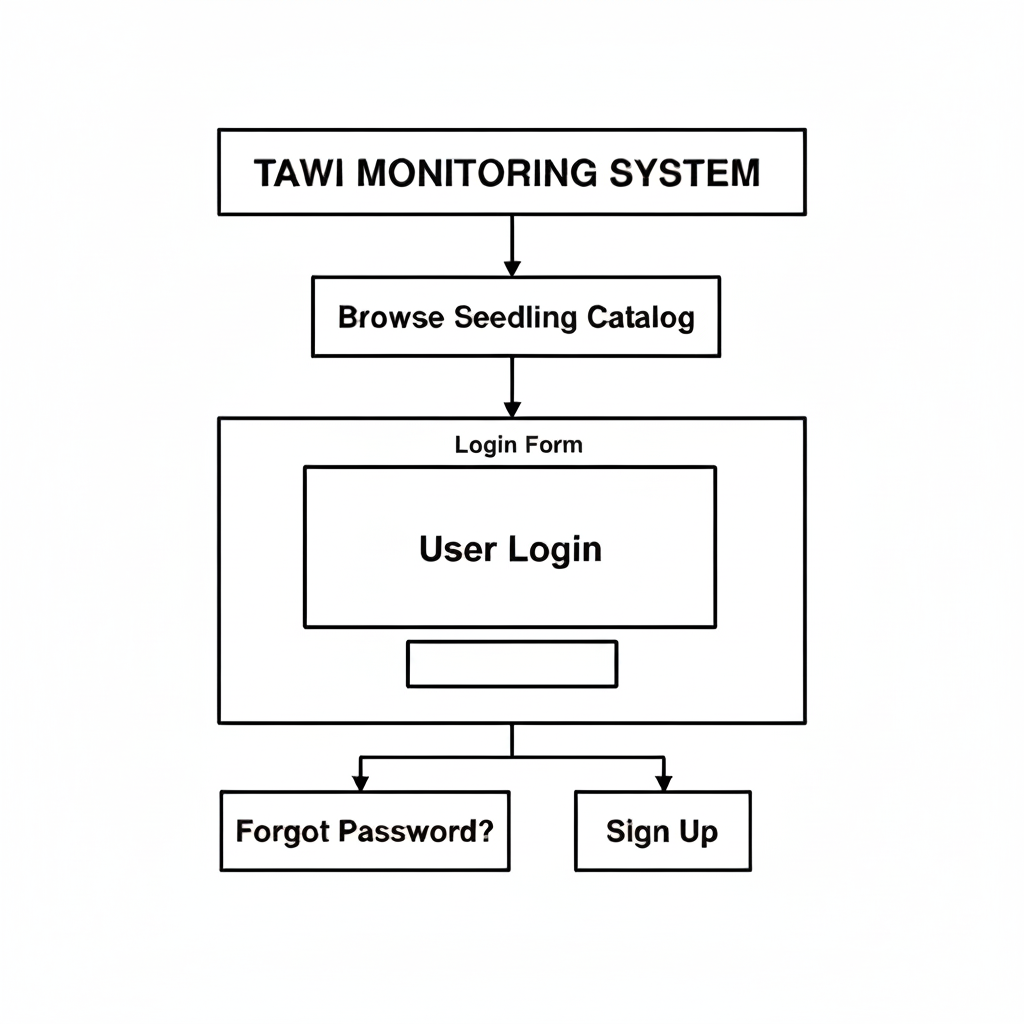 TAWI MONITORING SYSTEM
Browse Seedling Catalog
Login Form
User Login
Forgot Password?
Sign Up